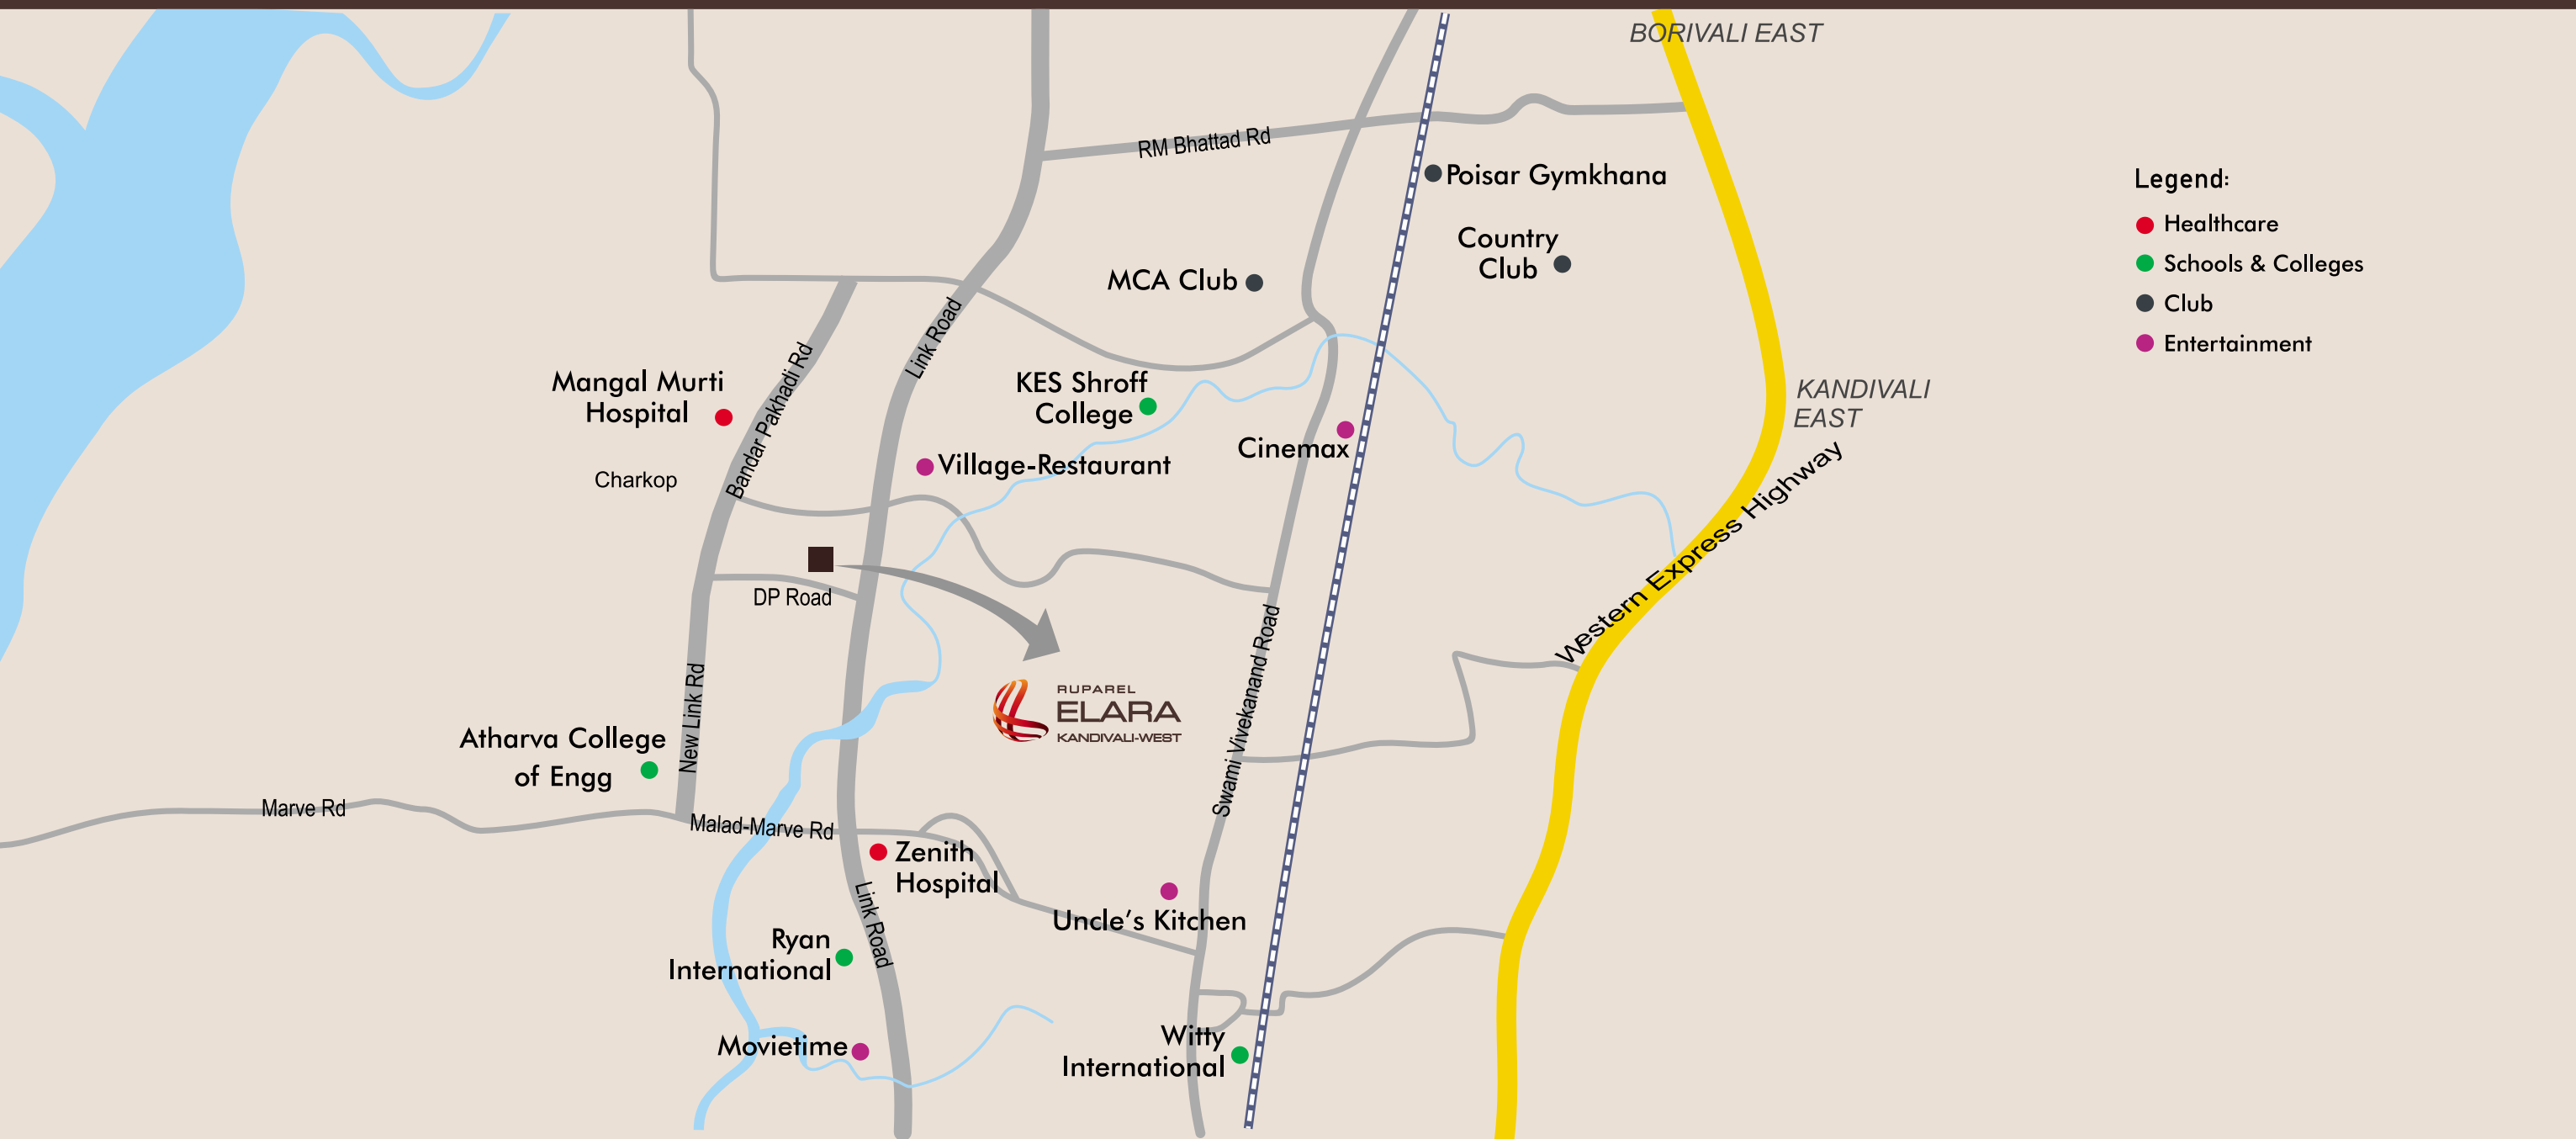 BORIVALI EAST
RM Bhattad Rd
Poisar Gymkhana
Legend:
Healthcare
Schools & Colleges
Club
Entertainment
Country
Club
MCA Club
Link Road
Bandar Pakhadi Rd
Mangal Murti
Hospital
KES Shroff
College
KANDIVALI
EAST
Cinemax
Village-Restaurant
Charkop
Western Express Highway
DP Road
Swami Vivekanand Road
New Link Rd
RUPAREL
ELARA
KANDIVALI-WEST
Atharva College
of Engg
Marve Rd
Malad-Marve Rd
Zenith
Hospital
Link Road
Uncle’s Kitchen
Ryan
International
Movietime
Witty
International